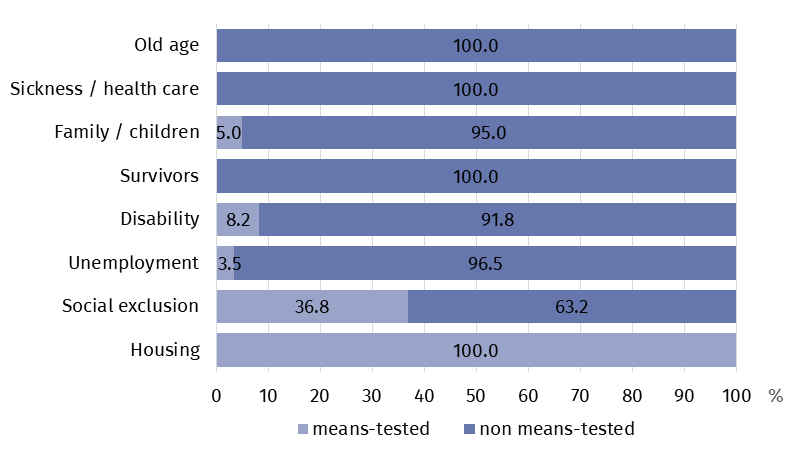 Old age 100.0
Sickness / health care 100.0
Family / children 5.0 95.0
Survivors 100.0
Disability 8.2 91.8
Unemployment 3.5 96.5
Social exclusion 36.8 63.2
Housing 100.0
0 10 20 30 40 50 60 70 80 90 100 %
means-tested non means-tested